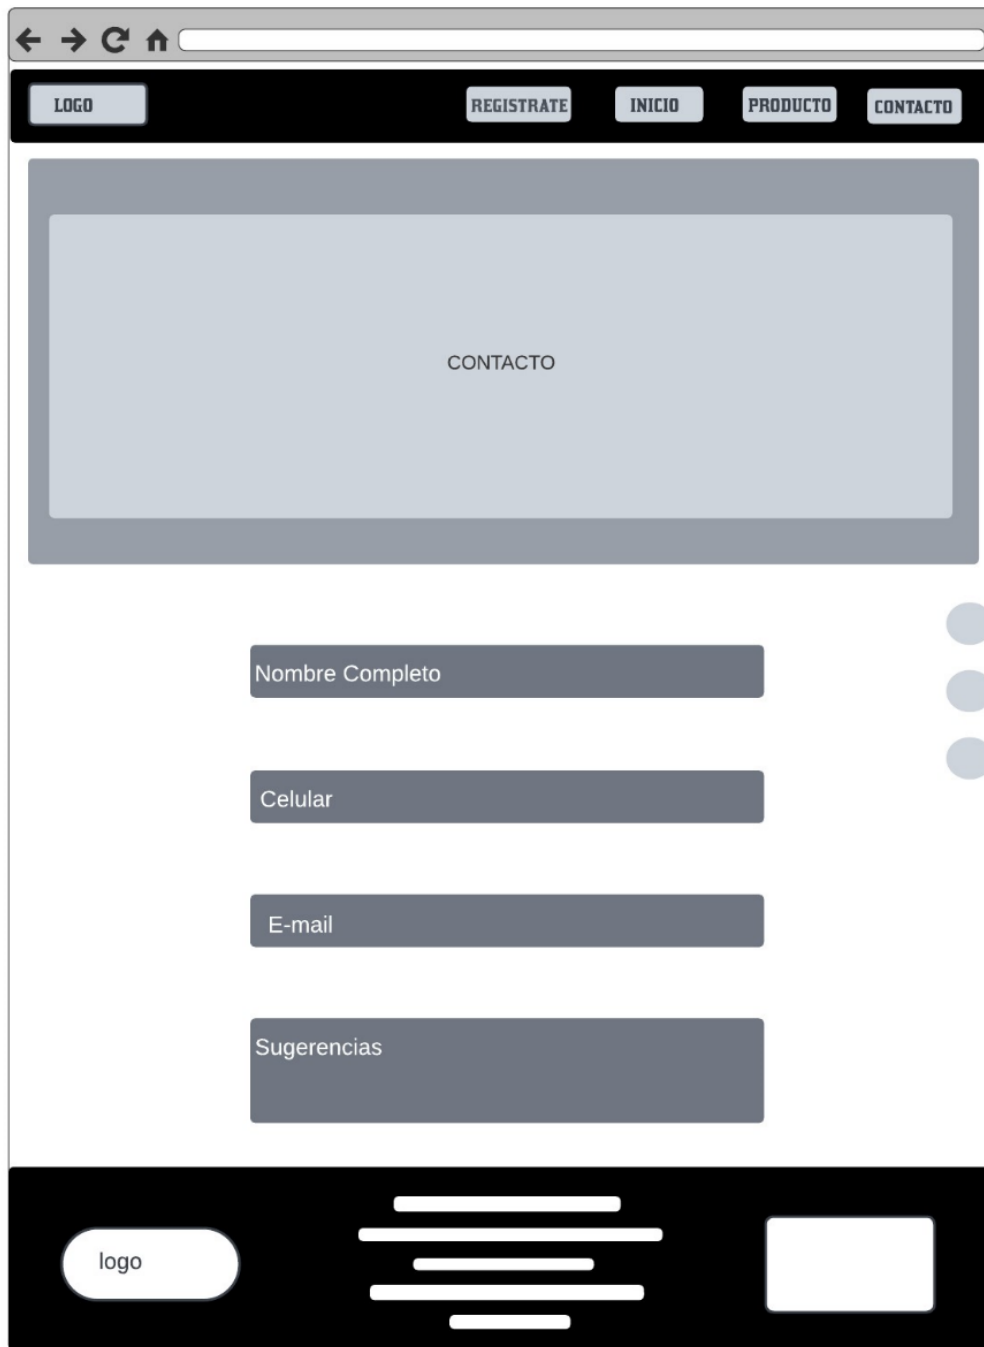 LOGO
REGISTRATE
INICIO
PRODUCTO
CONTACTO
CONTACTO
Nombre Completo
Celular
E-mail
Sugerencias
logo